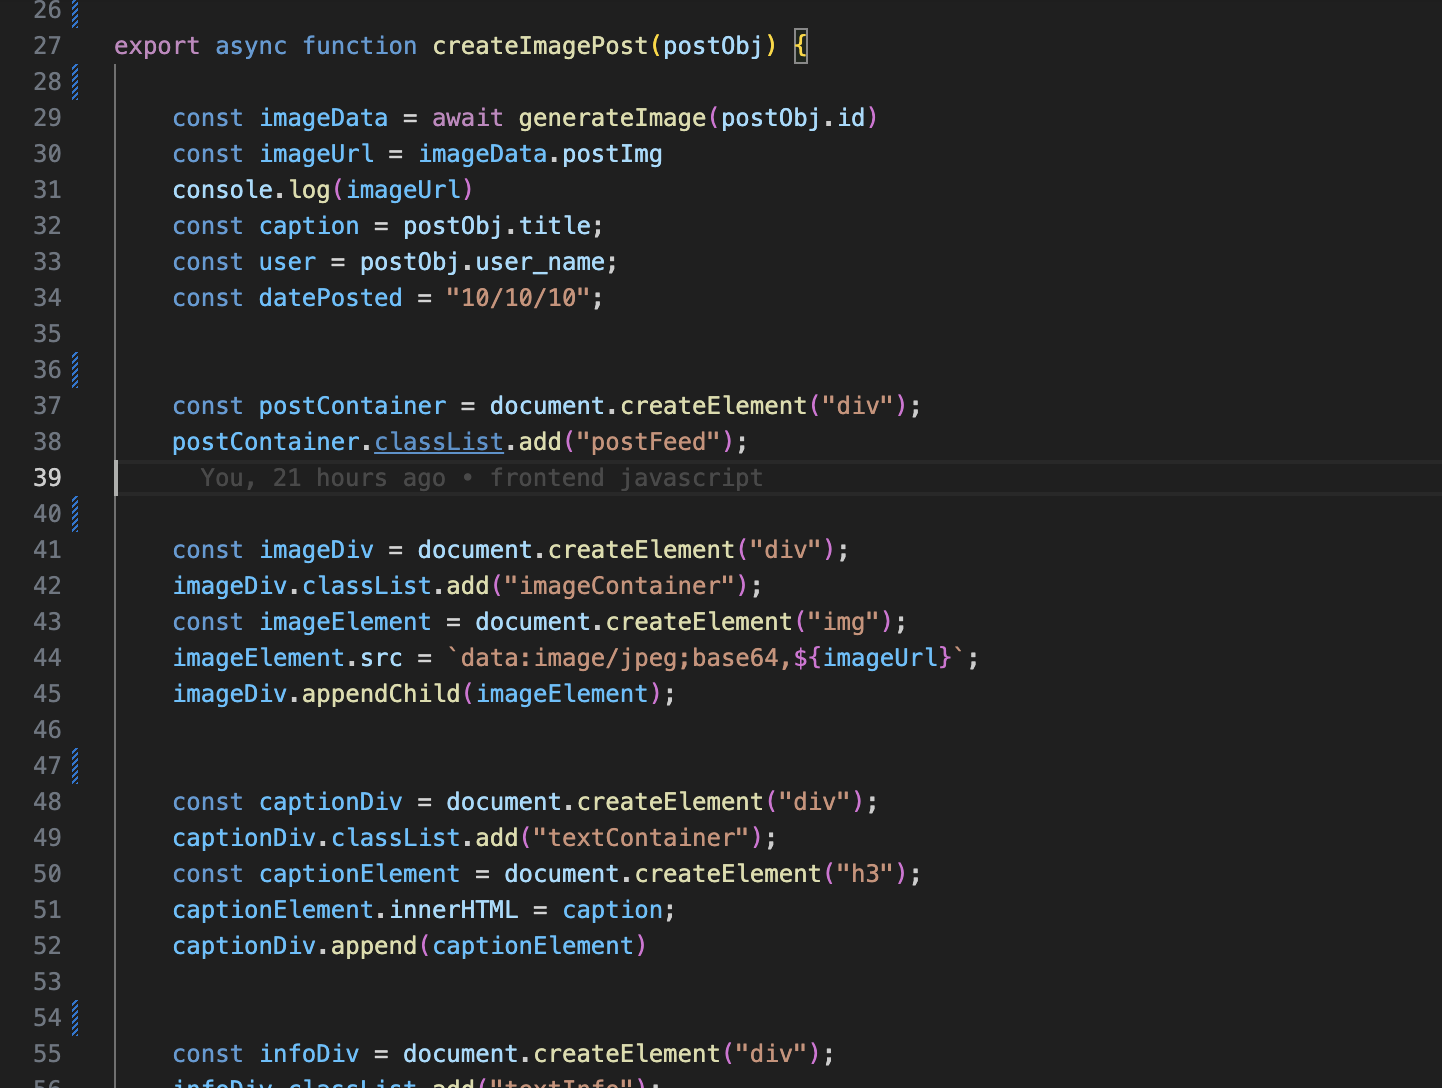 26
27 export async function createImagePost(postObj) {
28
29 const imageData = await generateImage(postObj.id)
30 const imageUrl = imageData.postImg
31 console.log(imageUrl)
32 const caption = postObj.title;
33 const user = postObj.user_name;
34 const datePosted = "10/10/10";
35
36
37 const postContainer = document.createElement("div");
38 postContainer.classList.add("postFeed");
39 You, 21 hours ago • frontend javascript
40
41 const imageDiv = document.createElement("div");
42 imageDiv.classList.add("imageContainer");
43 const imageElement = document.createElement("img");
44 imageElement.src = `data:image/jpeg;base64,${imageUrl}`;
45 imageDiv.appendChild(imageElement);
46
47
48 const captionDiv = document.createElement("div");
49 captionDiv.classList.add("textContainer");
50 const captionElement = document.createElement("h3");
51 captionElement.innerHTML = caption;
52 captionDiv.append(captionElement)
53
54
55 const infoDiv = document.createElement("div");
56 infoDiv.classList.add("textInfo");